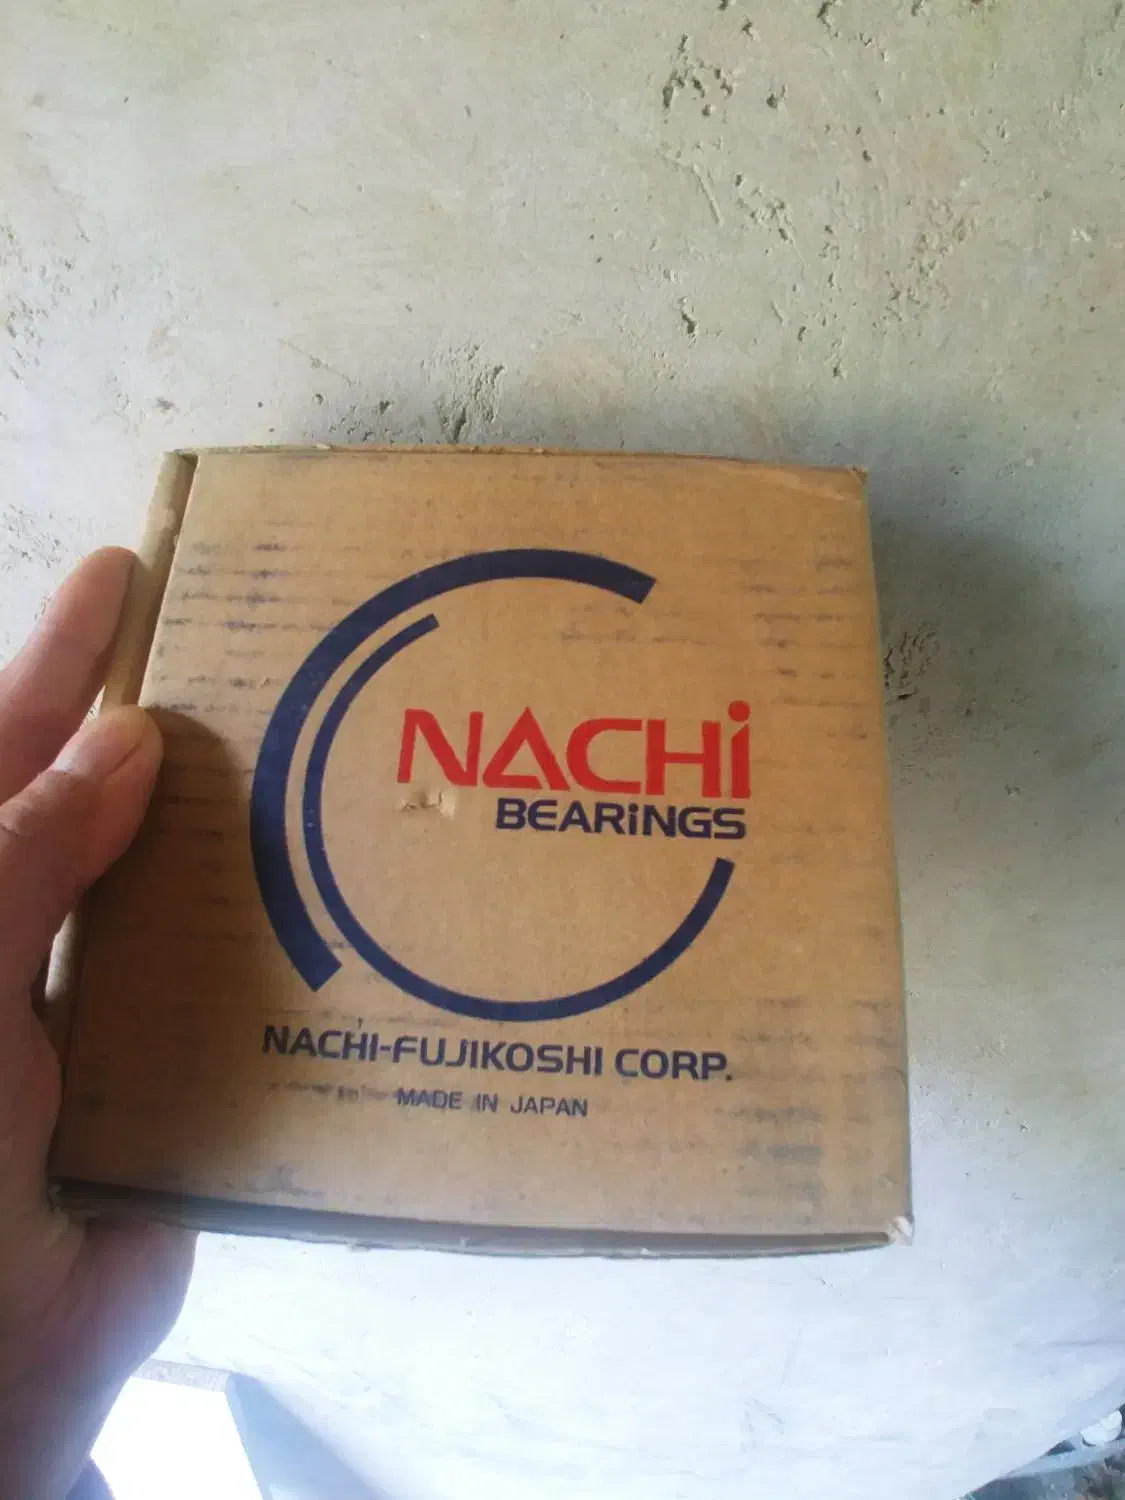 NACHi
BEARiNGS
NACHI-FUJIKOSHI CORP.
MADE IN JAPAN